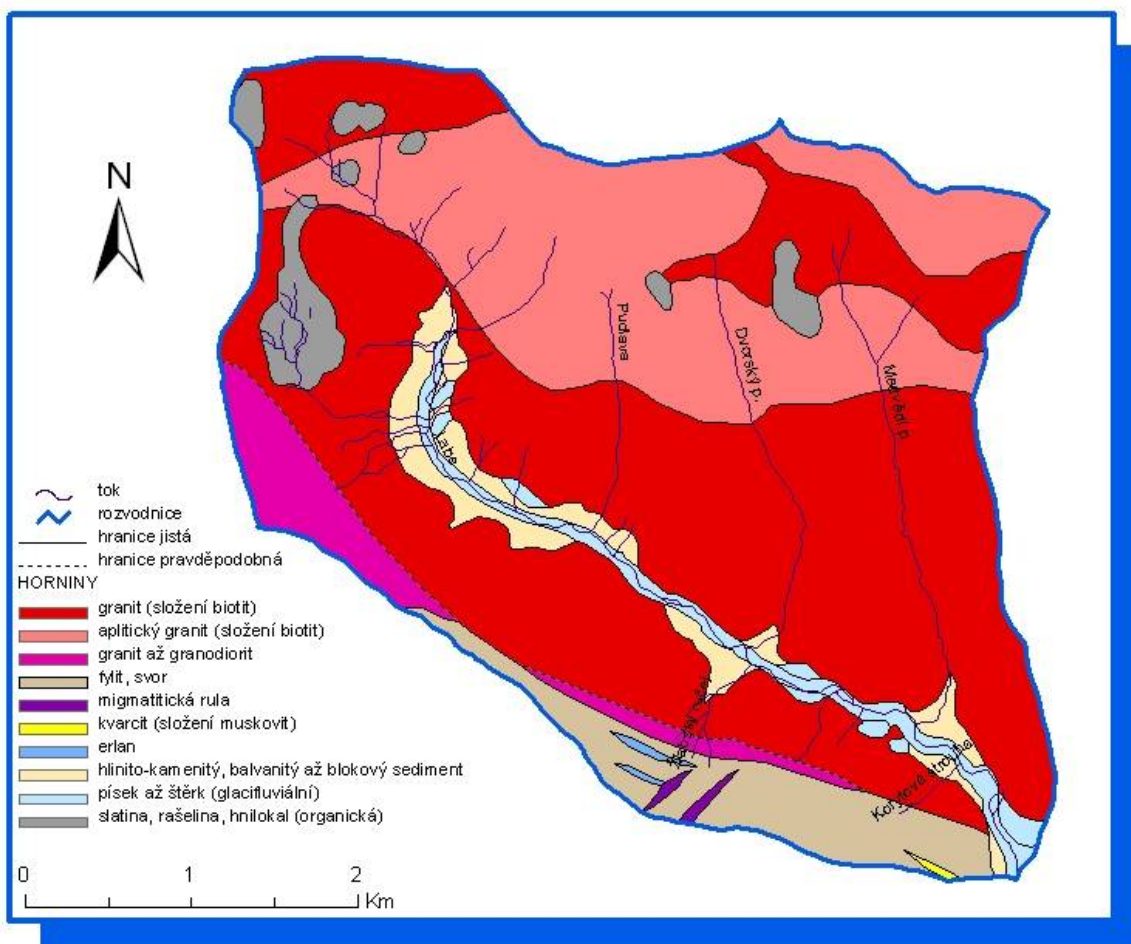 N
Pudlava
Dvorský p.
Medvědí p.
Labe
Kotlová strouha
tok
rozvodnice
hranice jistá
hranice pravděpodobná
HORNINY
granit (složení biotit)
aplitický granit (složení biotit)
granit až granodiorit
fylit, svor
migmatitická rula
kvarcit (složení muskovit)
erlan
hlinito-kamenitý, balvanitý až blokový sediment
písek až štěrk (glacifluviální)
slatina, rašelina, hnilokal (organická)
0 1 2
Km